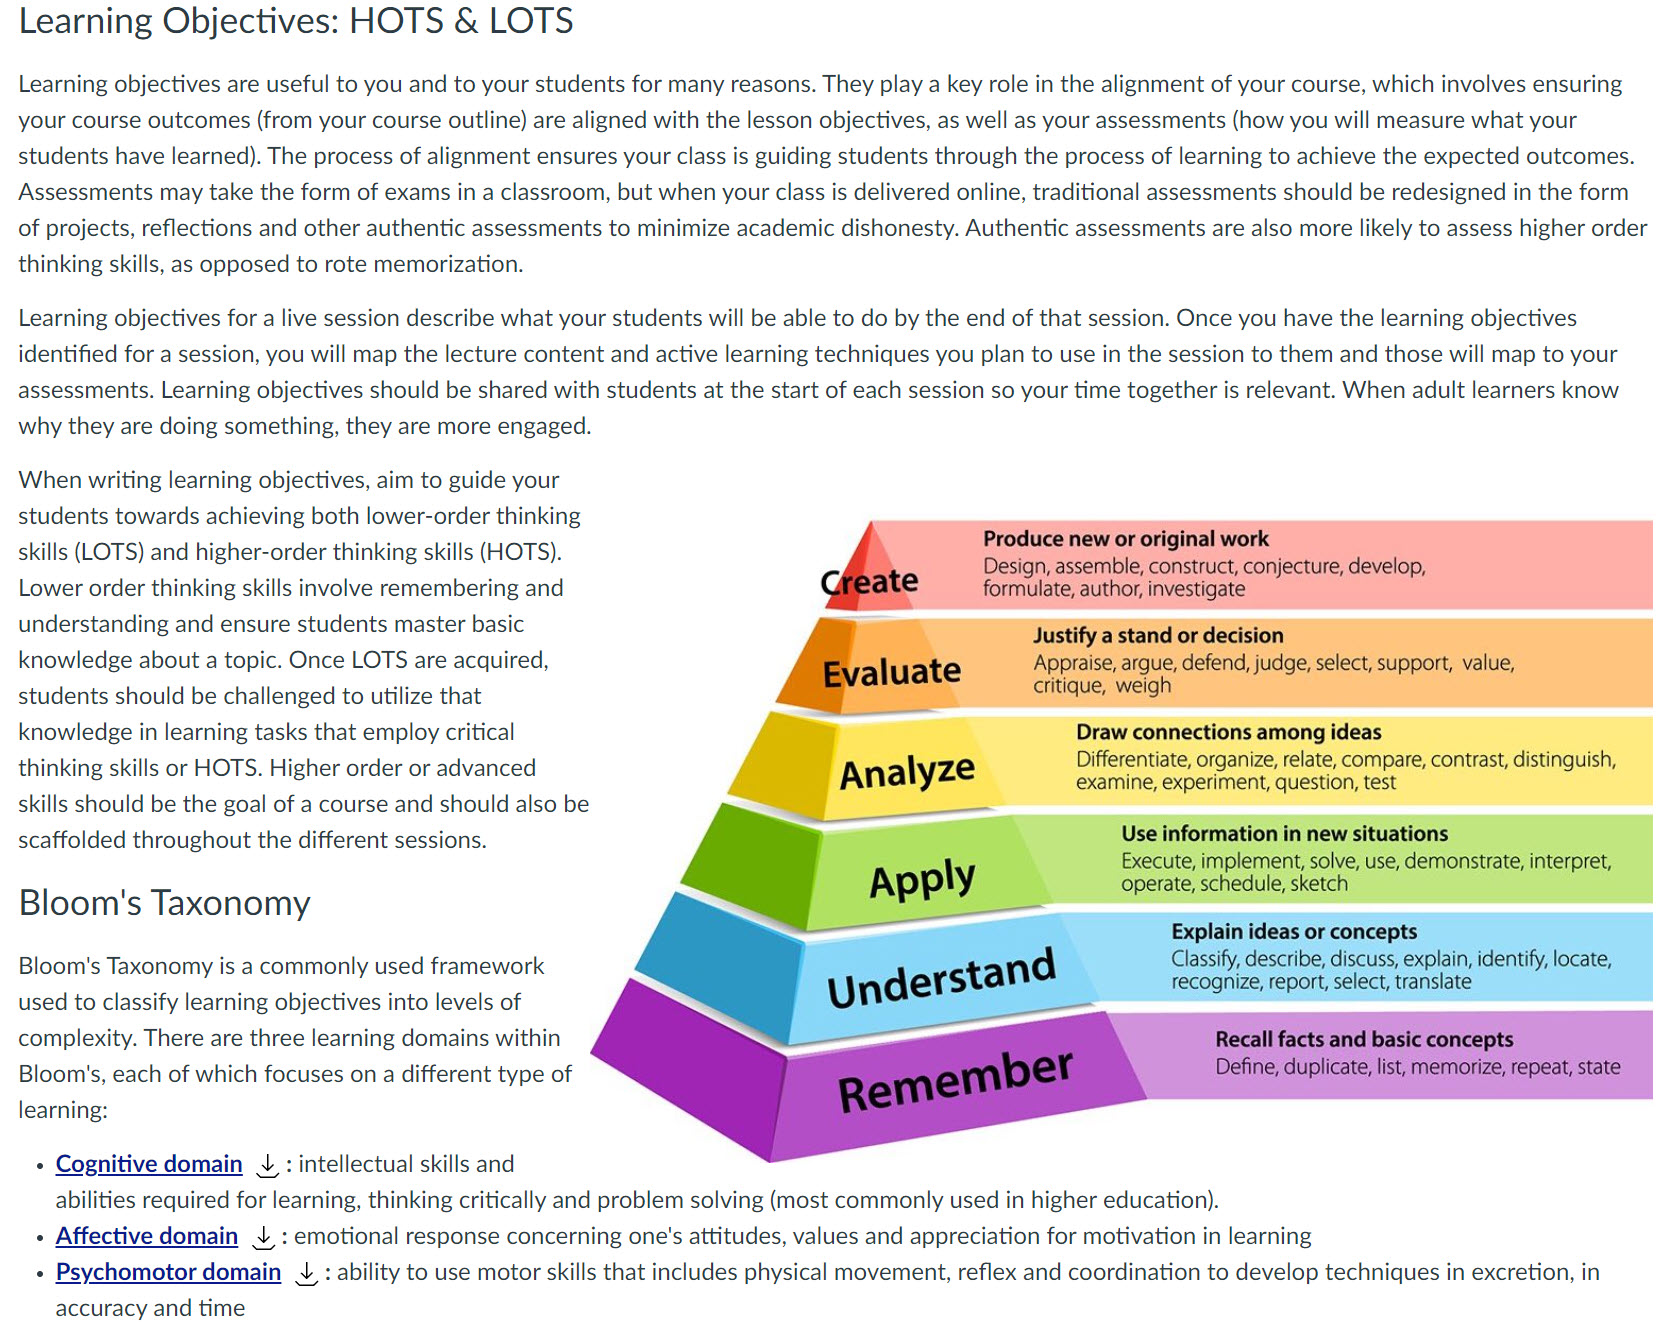 Learning Objectives: HOTS & LOTS
Learning objectives are useful to you and to your students for many reasons. They play a key role in the alignment of your course, which involves ensuring
your course outcomes (from your course outline) are aligned with the lesson objectives, as well as your assessments (how you will measure what your
students have learned). The process of alignment ensures your class is guiding students through the process of learning to achieve the expected outcomes.
Assessments may take the form of exams in a classroom, but when your class is delivered online, traditional assessments should be redesigned in the form
of projects, reflections and other authentic assessments to minimize academic dishonesty. Authentic assessments are also more likely to assess higher order
thinking skills, as opposed to rote memorization.
Learning objectives for a live session describe what your students will be able to do by the end of that session. Once you have the learning objectives
identified for a session, you will map the lecture content and active learning techniques you plan to use in the session to them and those will map to your
assessments. Learning objectives should be shared with students at the start of each session so your time together is relevant. When adult learners know
why they are doing something, they are more engaged.
When writing learning objectives, aim to guide your
students towards achieving both lower-order thinking
skills (LOTS) and higher-order thinking skills (HOTS).
Lower order thinking skills involve remembering and
understanding and ensure students master basic
knowledge about a topic. Once LOTS are acquired,
students should be challenged to utilize that
knowledge in learning tasks that employ critical
thinking skills or HOTS. Higher order or advanced
skills should be the goal of a course and should also be
scaffolded throughout the different sessions.
Create
Produce new or original work
Design, assemble, construct, conjecture, develop,
formulate, author, investigate
Evaluate
Justify a stand or decision
Appraise, argue, defend, judge, select, support, value,
critique, weigh
Analyze
Draw connections among ideas
Differentiate, organize, relate, compare, contrast, distinguish,
examine, experiment, question, test
Apply
Use information in new situations
Execute, implement, solve, use, demonstrate, interpret,
operate, schedule, sketch
Understand
Explain ideas or concepts
Classify, describe, discuss, explain, identify, locate,
recognize, report, select, translate
Remember
Recall facts and basic concepts
Define, duplicate, list, memorize, repeat, state
Bloom's Taxonomy
Bloom's Taxonomy is a commonly used framework
used to classify learning objectives into levels of
complexity. There are three learning domains within
Bloom's, each of which focuses on a different type of
learning:
• Cognitive domain : intellectual skills and
abilities required for learning, thinking critically and problem solving (most commonly used in higher education).
• Affective domain : emotional response concerning one's attitudes, values and appreciation for motivation in learning
• Psychomotor domain : ability to use motor skills that includes physical movement, reflex and coordination to develop techniques in excretion, in
accuracy and time